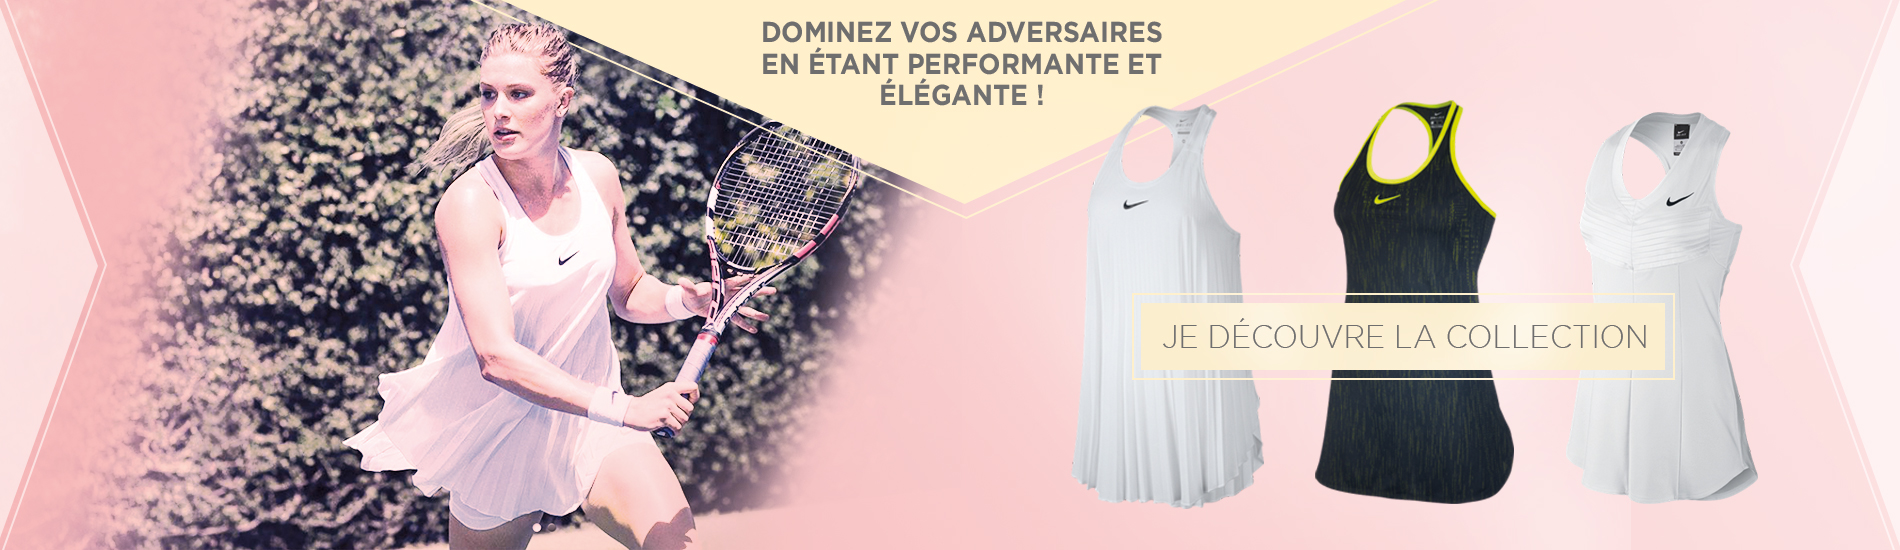 DOMINEZ VOS ADVERSAIRES
EN ÉTANT PERFORMANTE ET
ÉLÉGANTE !
JE DÉCOUVRE LA COLLECTION